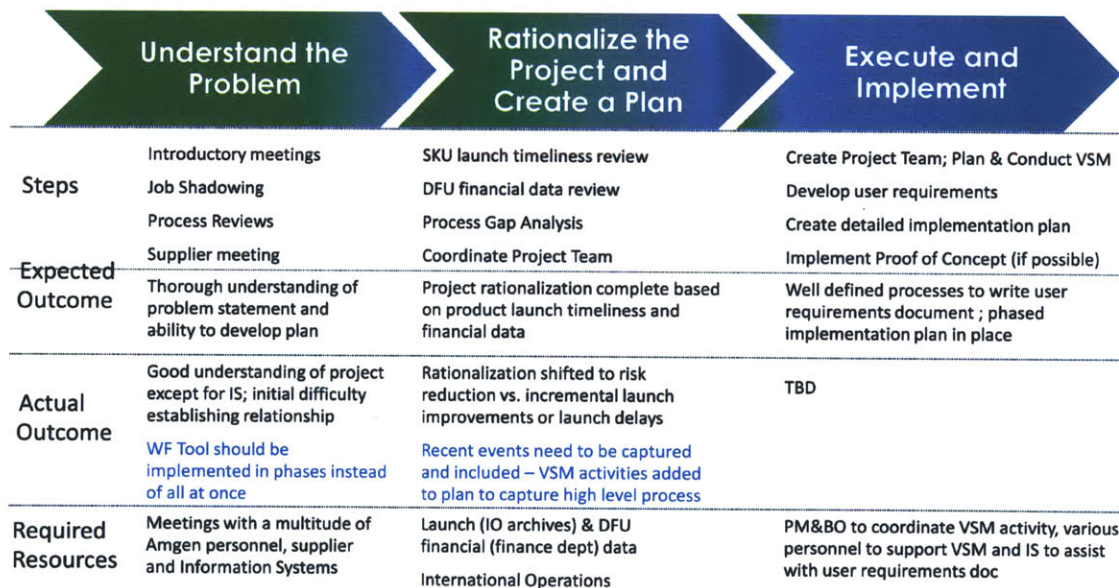 Understand the
Problem
Rationalize the
Project and
Create a Plan
Execute and
Implement
Steps
Introductory meetings
Job Shadowing
Process Reviews
Supplier meeting
SKU launch timeliness review
DFU financial data review
Process Gap Analysis
Coordinate Project Team
Create Project Team; Plan & Conduct VSM
Develop user requirements
Create detailed implementation plan
Implement Proof of Concept (if possible)
Expected
Outcome
Thorough understanding of
problem statement and
ability to develop plan
Project rationalization complete based
on product launch timeliness and
financial data
Well defined processes to write user
requirements document ; phased
implementation plan in place
Actual
Outcome
Good understanding of project
except for IS; initial difficulty
establishing relationship
WF Tool should be
implemented in phases instead
of all at once
Rationalization shifted to risk
reduction vs. incremental launch
improvements or launch delays
Recent events need to be captured
and included – VSM activities added
to plan to capture high level process
TBD
Required
Resources
Meetings with a multitude of
Amgen personnel, supplier
and Information Systems
Launch (IO archives) & DFU
financial (finance dept) data
International Operations
PM&BO to coordinate VSM activity, various
personnel to support VSM and IS to assist
with user requirements doc